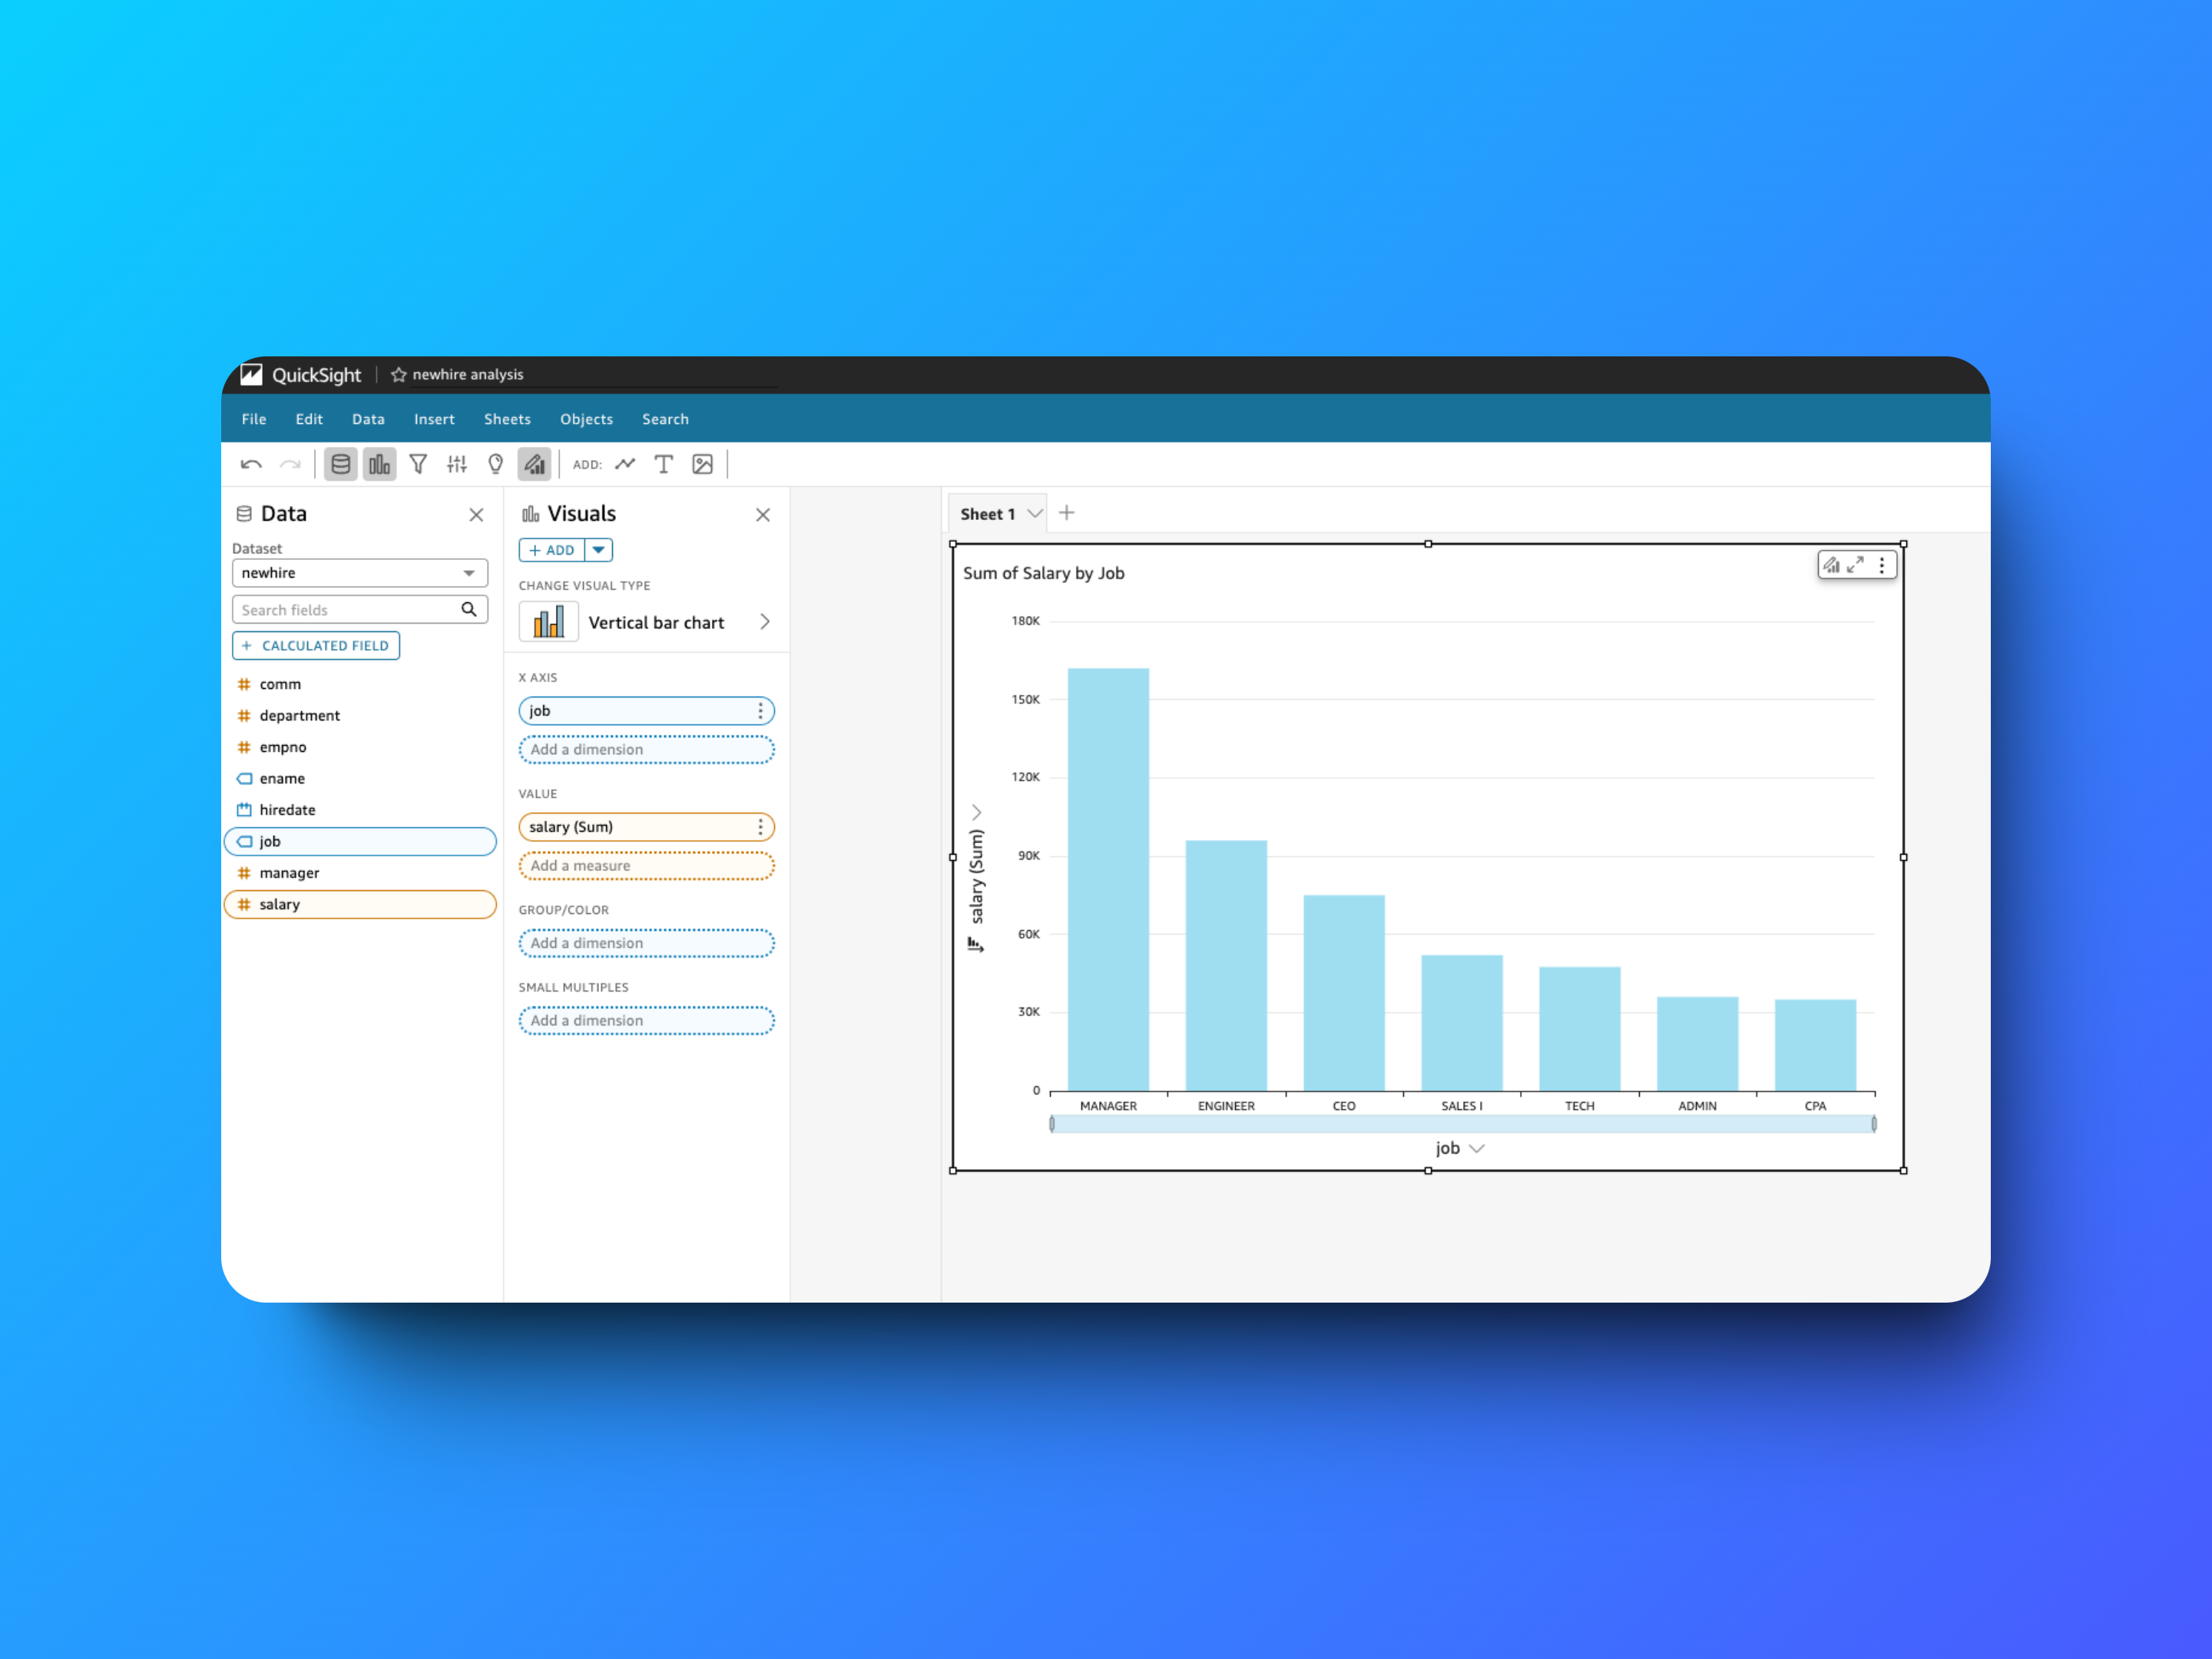 QuickSight
newhire analysis
File Edit Data Insert Sheets Objects Search
ADD:
Data
Dataset
newhire
Search fields
+ CALCULATED FIELD
comm
department
empno
ename
hiredate
job
manager
salary
Visuals
+ ADD
CHANGE VISUAL TYPE
Vertical bar chart
X AXIS
job
Add a dimension
VALUE
salary (Sum)
Add a measure
GROUP/COLOR
Add a dimension
SMALL MULTIPLES
Add a dimension
Sheet 1
Sum of Salary by Job
salary (Sum)
180K
150K
120K
90K
60K
30K
0
MANAGER ENGINEER CEO SALES I TECH ADMIN CPA
job